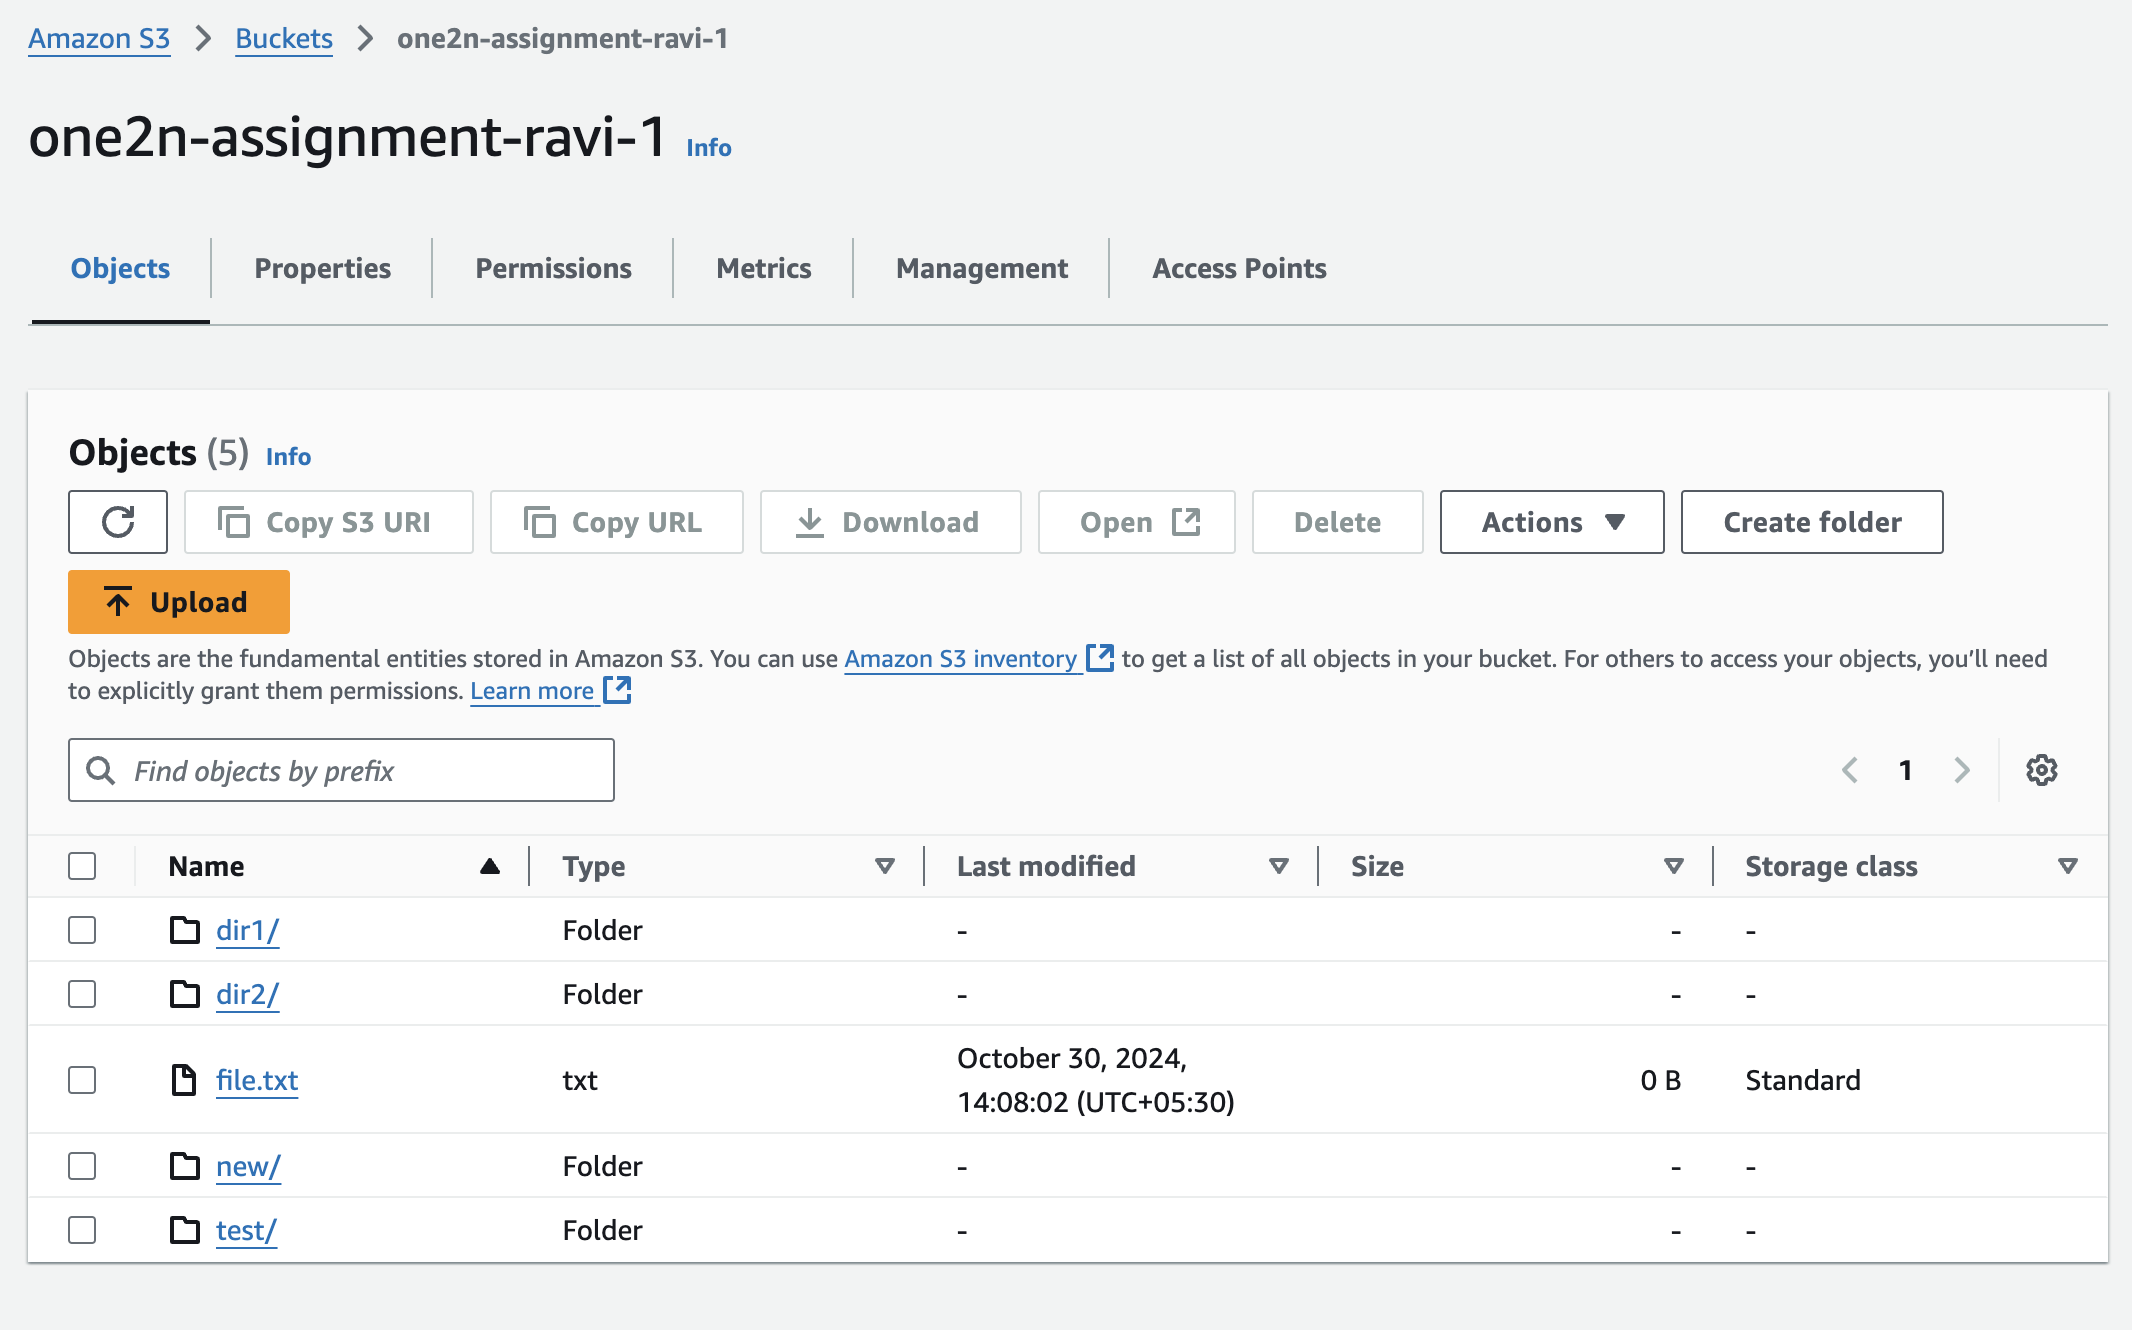 Amazon S3 > Buckets > one2n-assignment-ravi-1
one2n-assignment-ravi-1 Info
Objects Properties Permissions Metrics Management Access Points
Objects (5) Info
Copy S3 URI Copy URL Download Open Delete Actions Create folder
Upload
Objects are the fundamental entities stored in Amazon S3. You can use Amazon S3 inventory to get a list of all objects in your bucket. For others to access your objects, you’ll need
to explicitly grant them permissions. Learn more
Find objects by prefix 1
Name Type Last modified Size Storage class
dir1/ Folder - - -
dir2/ Folder - - -
file.txt txt October 30, 2024, 14:08:02 (UTC+05:30) 0 B Standard
new/ Folder - - -
test/ Folder - - -